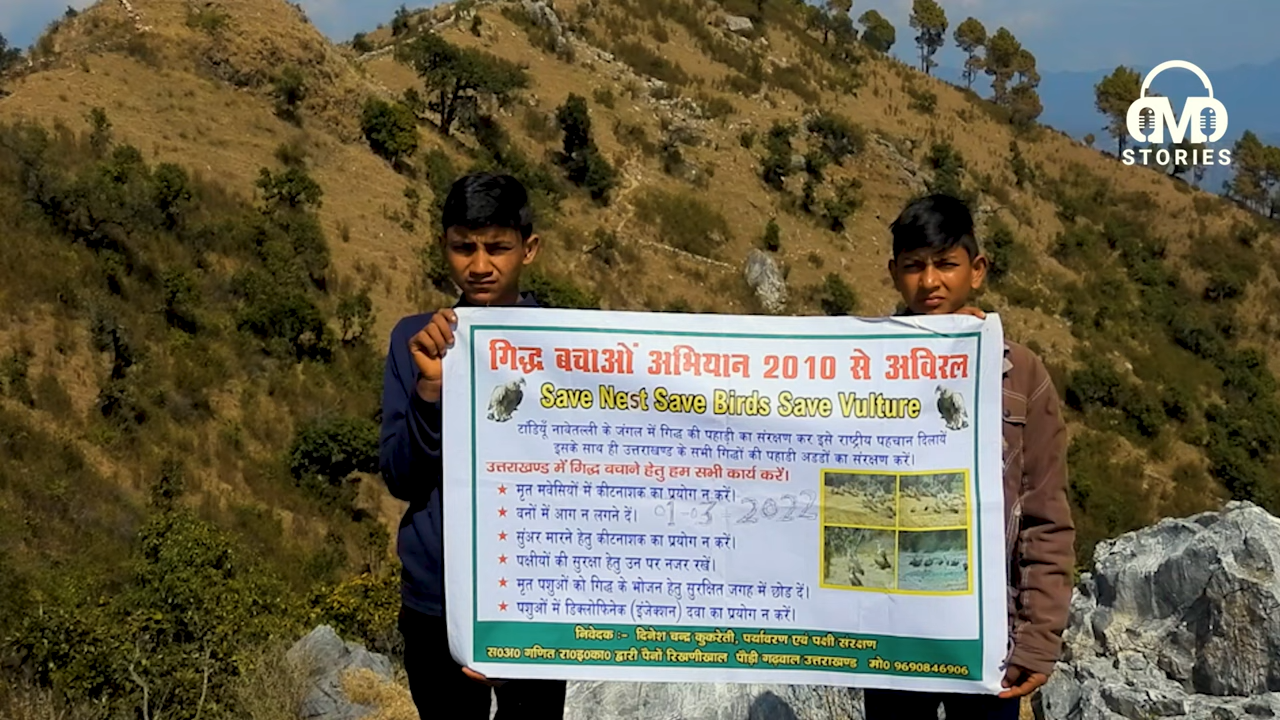 M
STORIES
गिद्ध बचाओं अभियान 2010 से अविरल
Save Nest Save Birds Save Vulture
टांडियूँ नावेतल्ली के जंगल में गिद्ध की पहाड़ी का संरक्षण कर इसे राष्ट्रीय पहचान दिलायें
इसके साथ ही उत्तराखण्ड के सभी गिद्धों की पहाडी अडडों का संरक्षण करें।
उत्तराखण्ड में गिद्ध बचाने हेतु हम सभी कार्य करें।
★ मृत मवेसियों में कीटनाशक का प्रयोग न करें।
★ वनों में आग न लगने दें। 01-03-2022
★ सुंअर मारने हेतु कीटनाशक का प्रयोग न करें।
★ पक्षीयों की सुरक्षा हेतु उन पर नजर रखें।
★ मृत पशुओं को गिद्ध के भोजन हेतु सुरक्षित जगह में छोड दें।
★ पशुओं में डिक्लोफिनेक (इंजेक्शन) दवा का प्रयोग न करें।
निवेदक :- दिनेश चन्द्र कुकरेती, पर्यावरण एवं पक्षी संरक्षण
स०अ० गणित रा०इ०का० द्वारी पैनो रिखणीखाल पौड़ी गढ़वाल उत्तराखण्ड मो० 9690846906